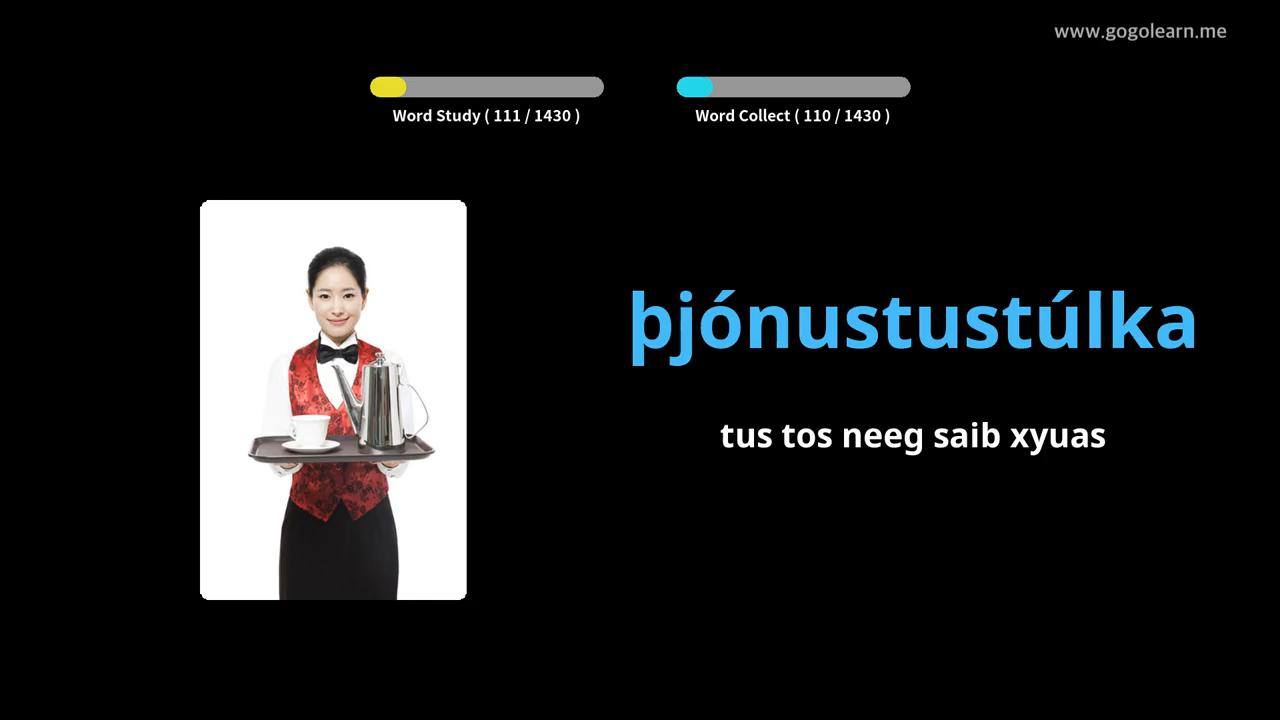 www.gogolearn.me
Word Study ( 111 / 1430 )
Word Collect ( 110 / 1430 )
þjónustustúlka
tus tos neeg saib xyuas